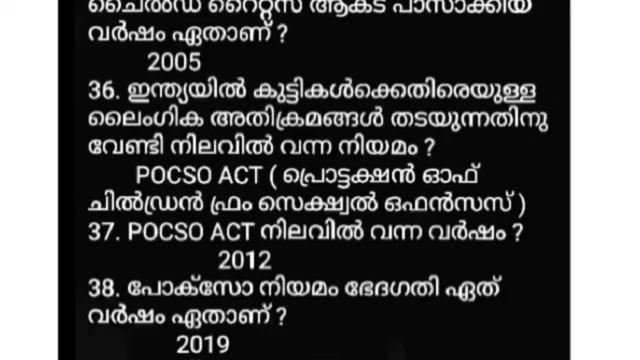 ചൈൽഡ് റൈറ്റ്സ് ആക്ട് പാസാക്കിയ
വർഷം ഏതാണ് ?
2005
36. ഇന്ത്യയിൽ കുട്ടികൾക്കെതിരെയുള്ള
ലൈംഗിക അതിക്രമങ്ങൾ തടയുന്നതിനു
വേണ്ടി നിലവിൽ വന്ന നിയമം ?
POCSO ACT ( പ്രൊട്ടക്ഷൻ ഓഫ്
ചിൽഡ്രൻ ഫ്രം സെക്ഷ്വൽ ഒഫൻസസ് )
37. POCSO ACT നിലവിൽ വന്ന വർഷം ?
2012
38. പോക്സോ നിയമം ഭേദഗതി ഏത്
വർഷം ഏതാണ് ?
2019